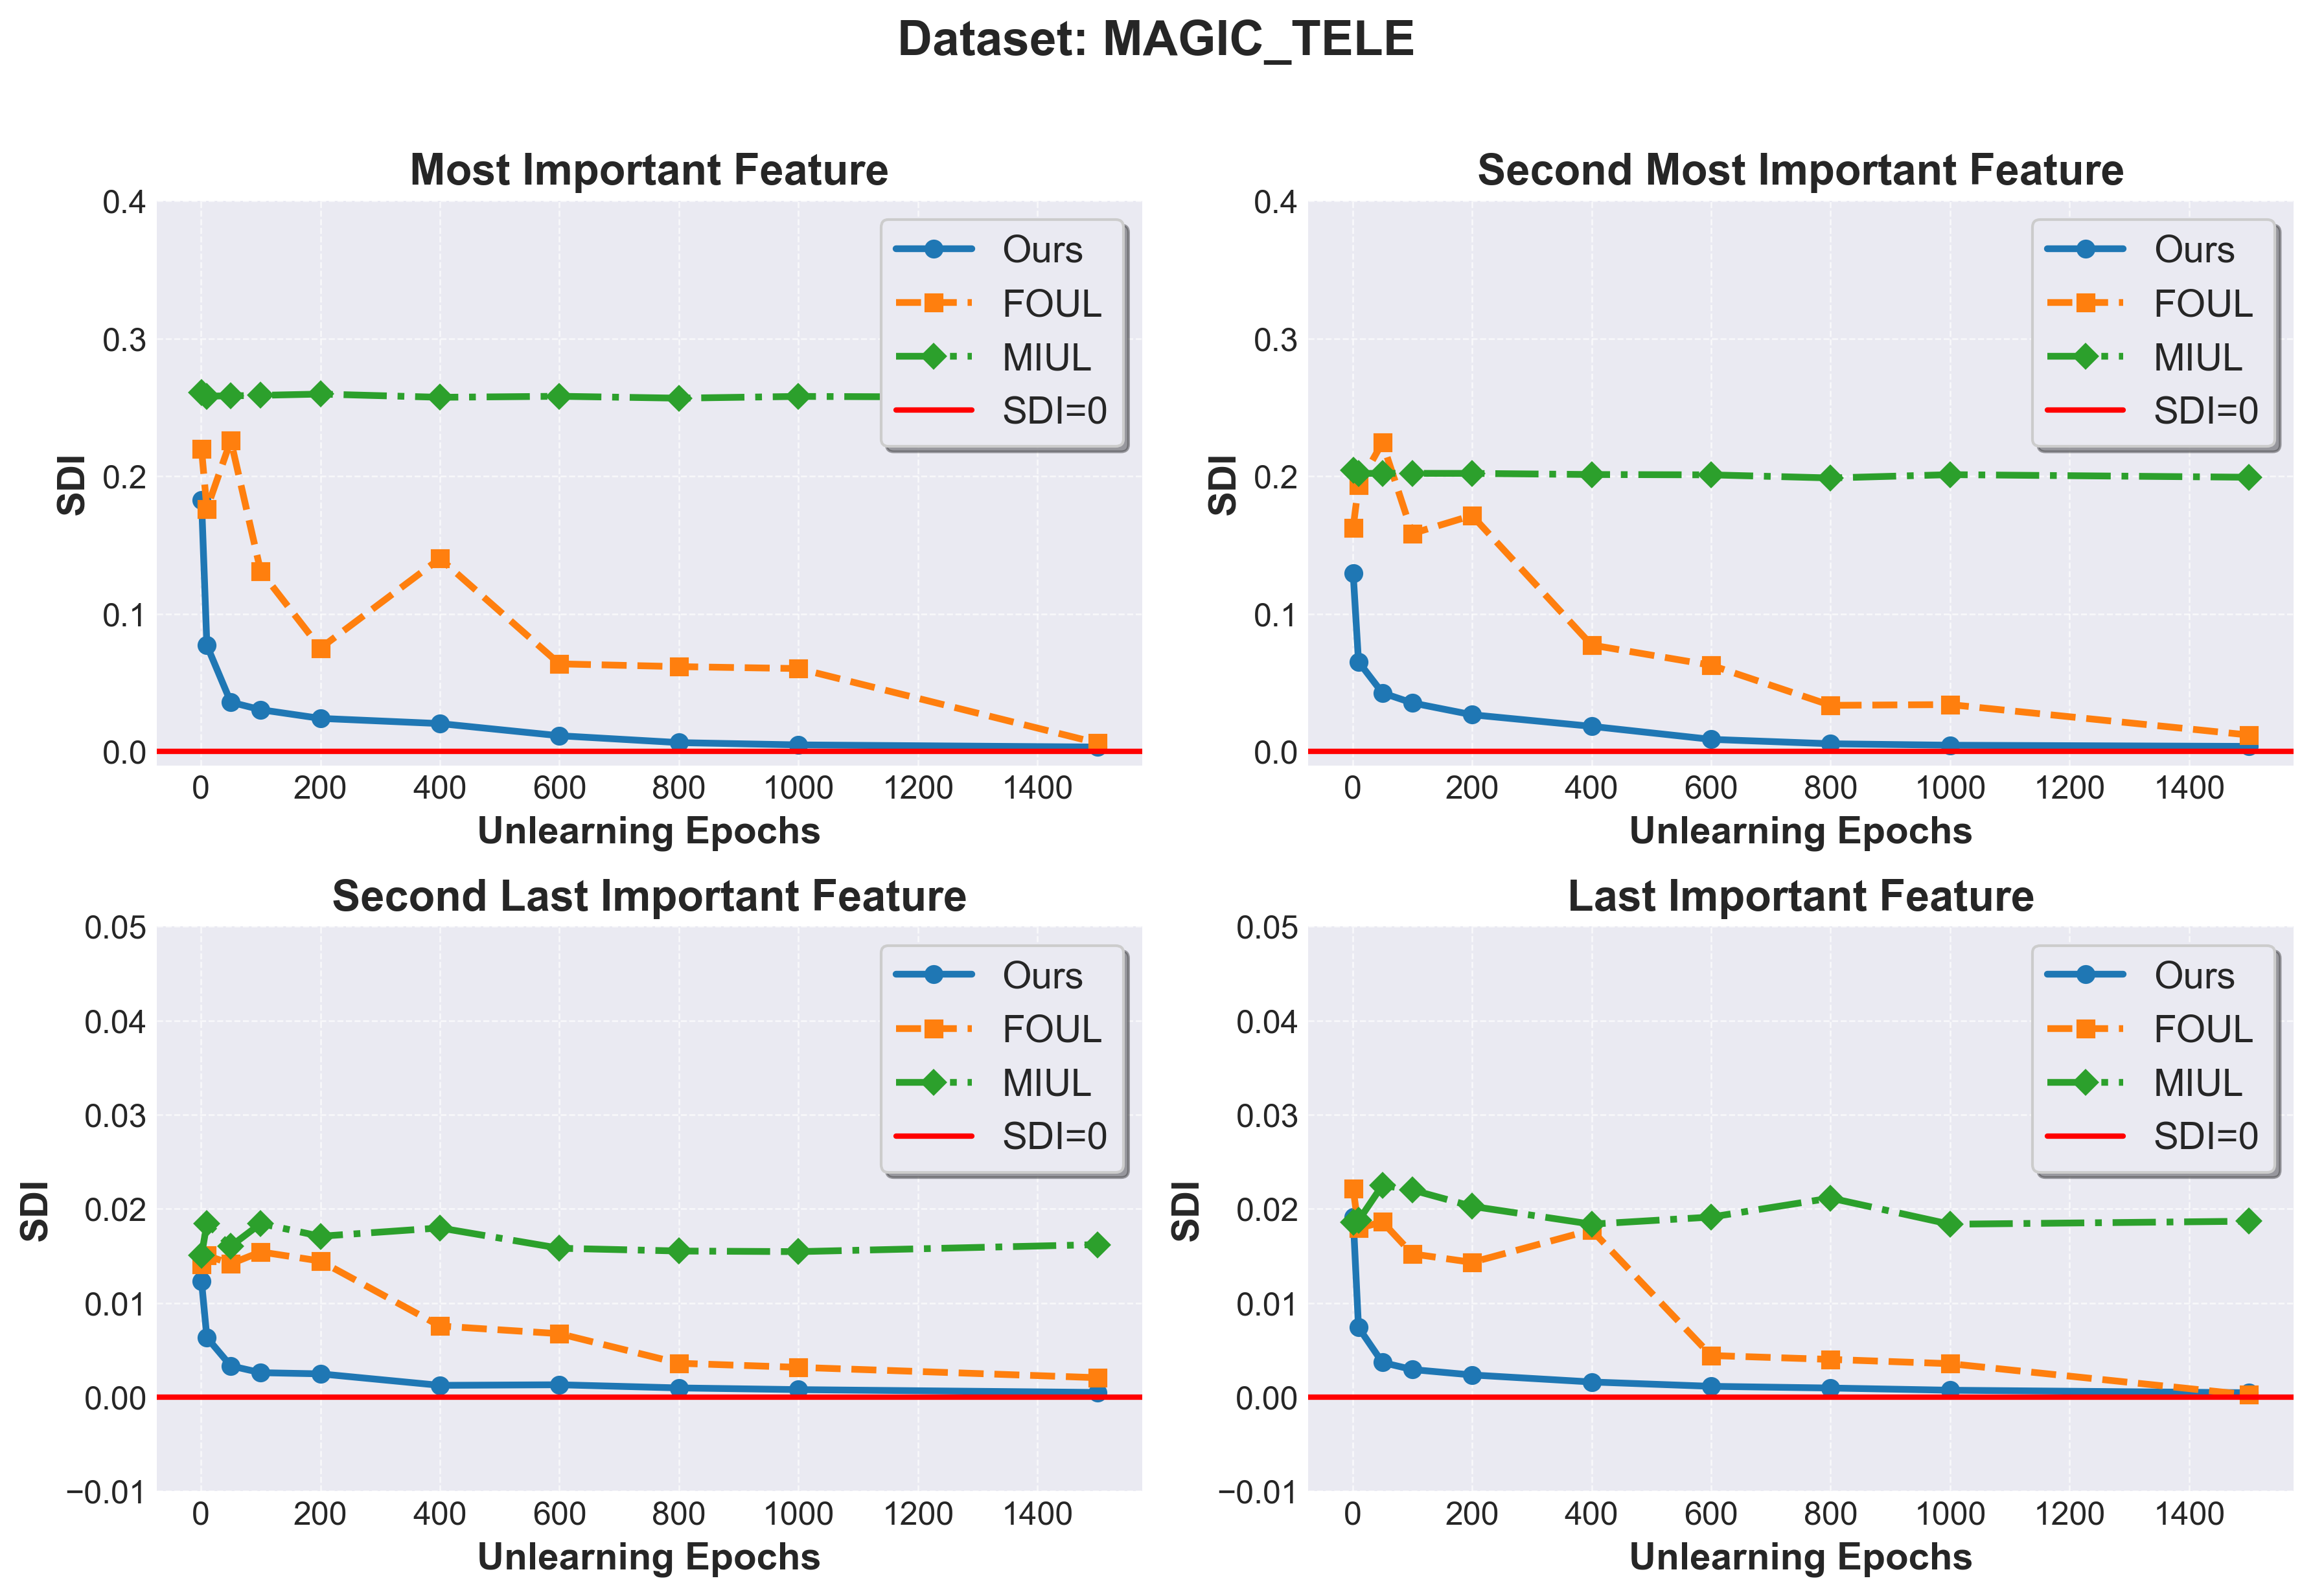 Dataset: MAGIC_TELE
Most Important Feature
0.4
0.3
0.2
0.1
0.0
SDI
Ours
FOUL
MIUL
SDI=0
0 200 400 600 800 1000 1200 1400
Unlearning Epochs
Second Most Important Feature
0.4
0.3
0.2
0.1
0.0
SDI
Ours
FOUL
MIUL
SDI=0
0 200 400 600 800 1000 1200 1400
Unlearning Epochs
Second Last Important Feature
0.05
0.04
0.03
0.02
0.01
0.00
−0.01
SDI
Ours
FOUL
MIUL
SDI=0
0 200 400 600 800 1000 1200 1400
Unlearning Epochs
Last Important Feature
0.05
0.04
0.03
0.02
0.01
0.00
−0.01
SDI
Ours
FOUL
MIUL
SDI=0
0 200 400 600 800 1000 1200 1400
Unlearning Epochs